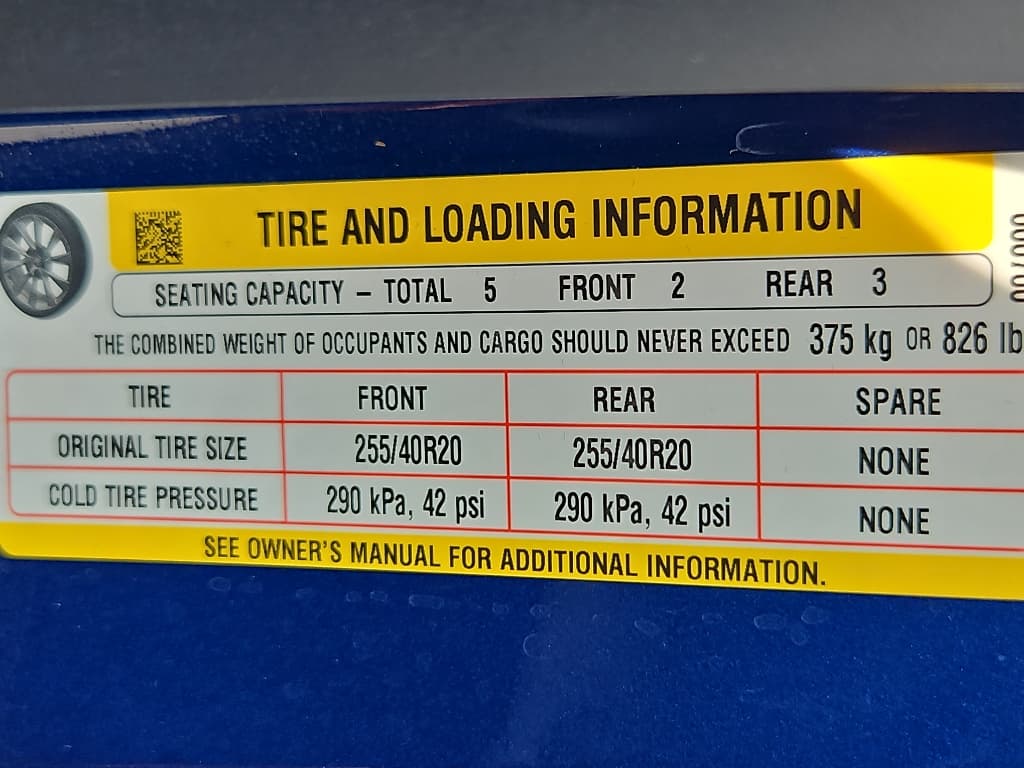 TIRE AND LOADING INFORMATION
SEATING CAPACITY – TOTAL 5 FRONT 2 REAR 3
THE COMBINED WEIGHT OF OCCUPANTS AND CARGO SHOULD NEVER EXCEED 375 kg OR 826 lb
TIRE FRONT REAR SPARE
ORIGINAL TIRE SIZE 255/40R20 255/40R20 NONE
COLD TIRE PRESSURE 290 kPa, 42 psi 290 kPa, 42 psi NONE
SEE OWNER'S MANUAL FOR ADDITIONAL INFORMATION.